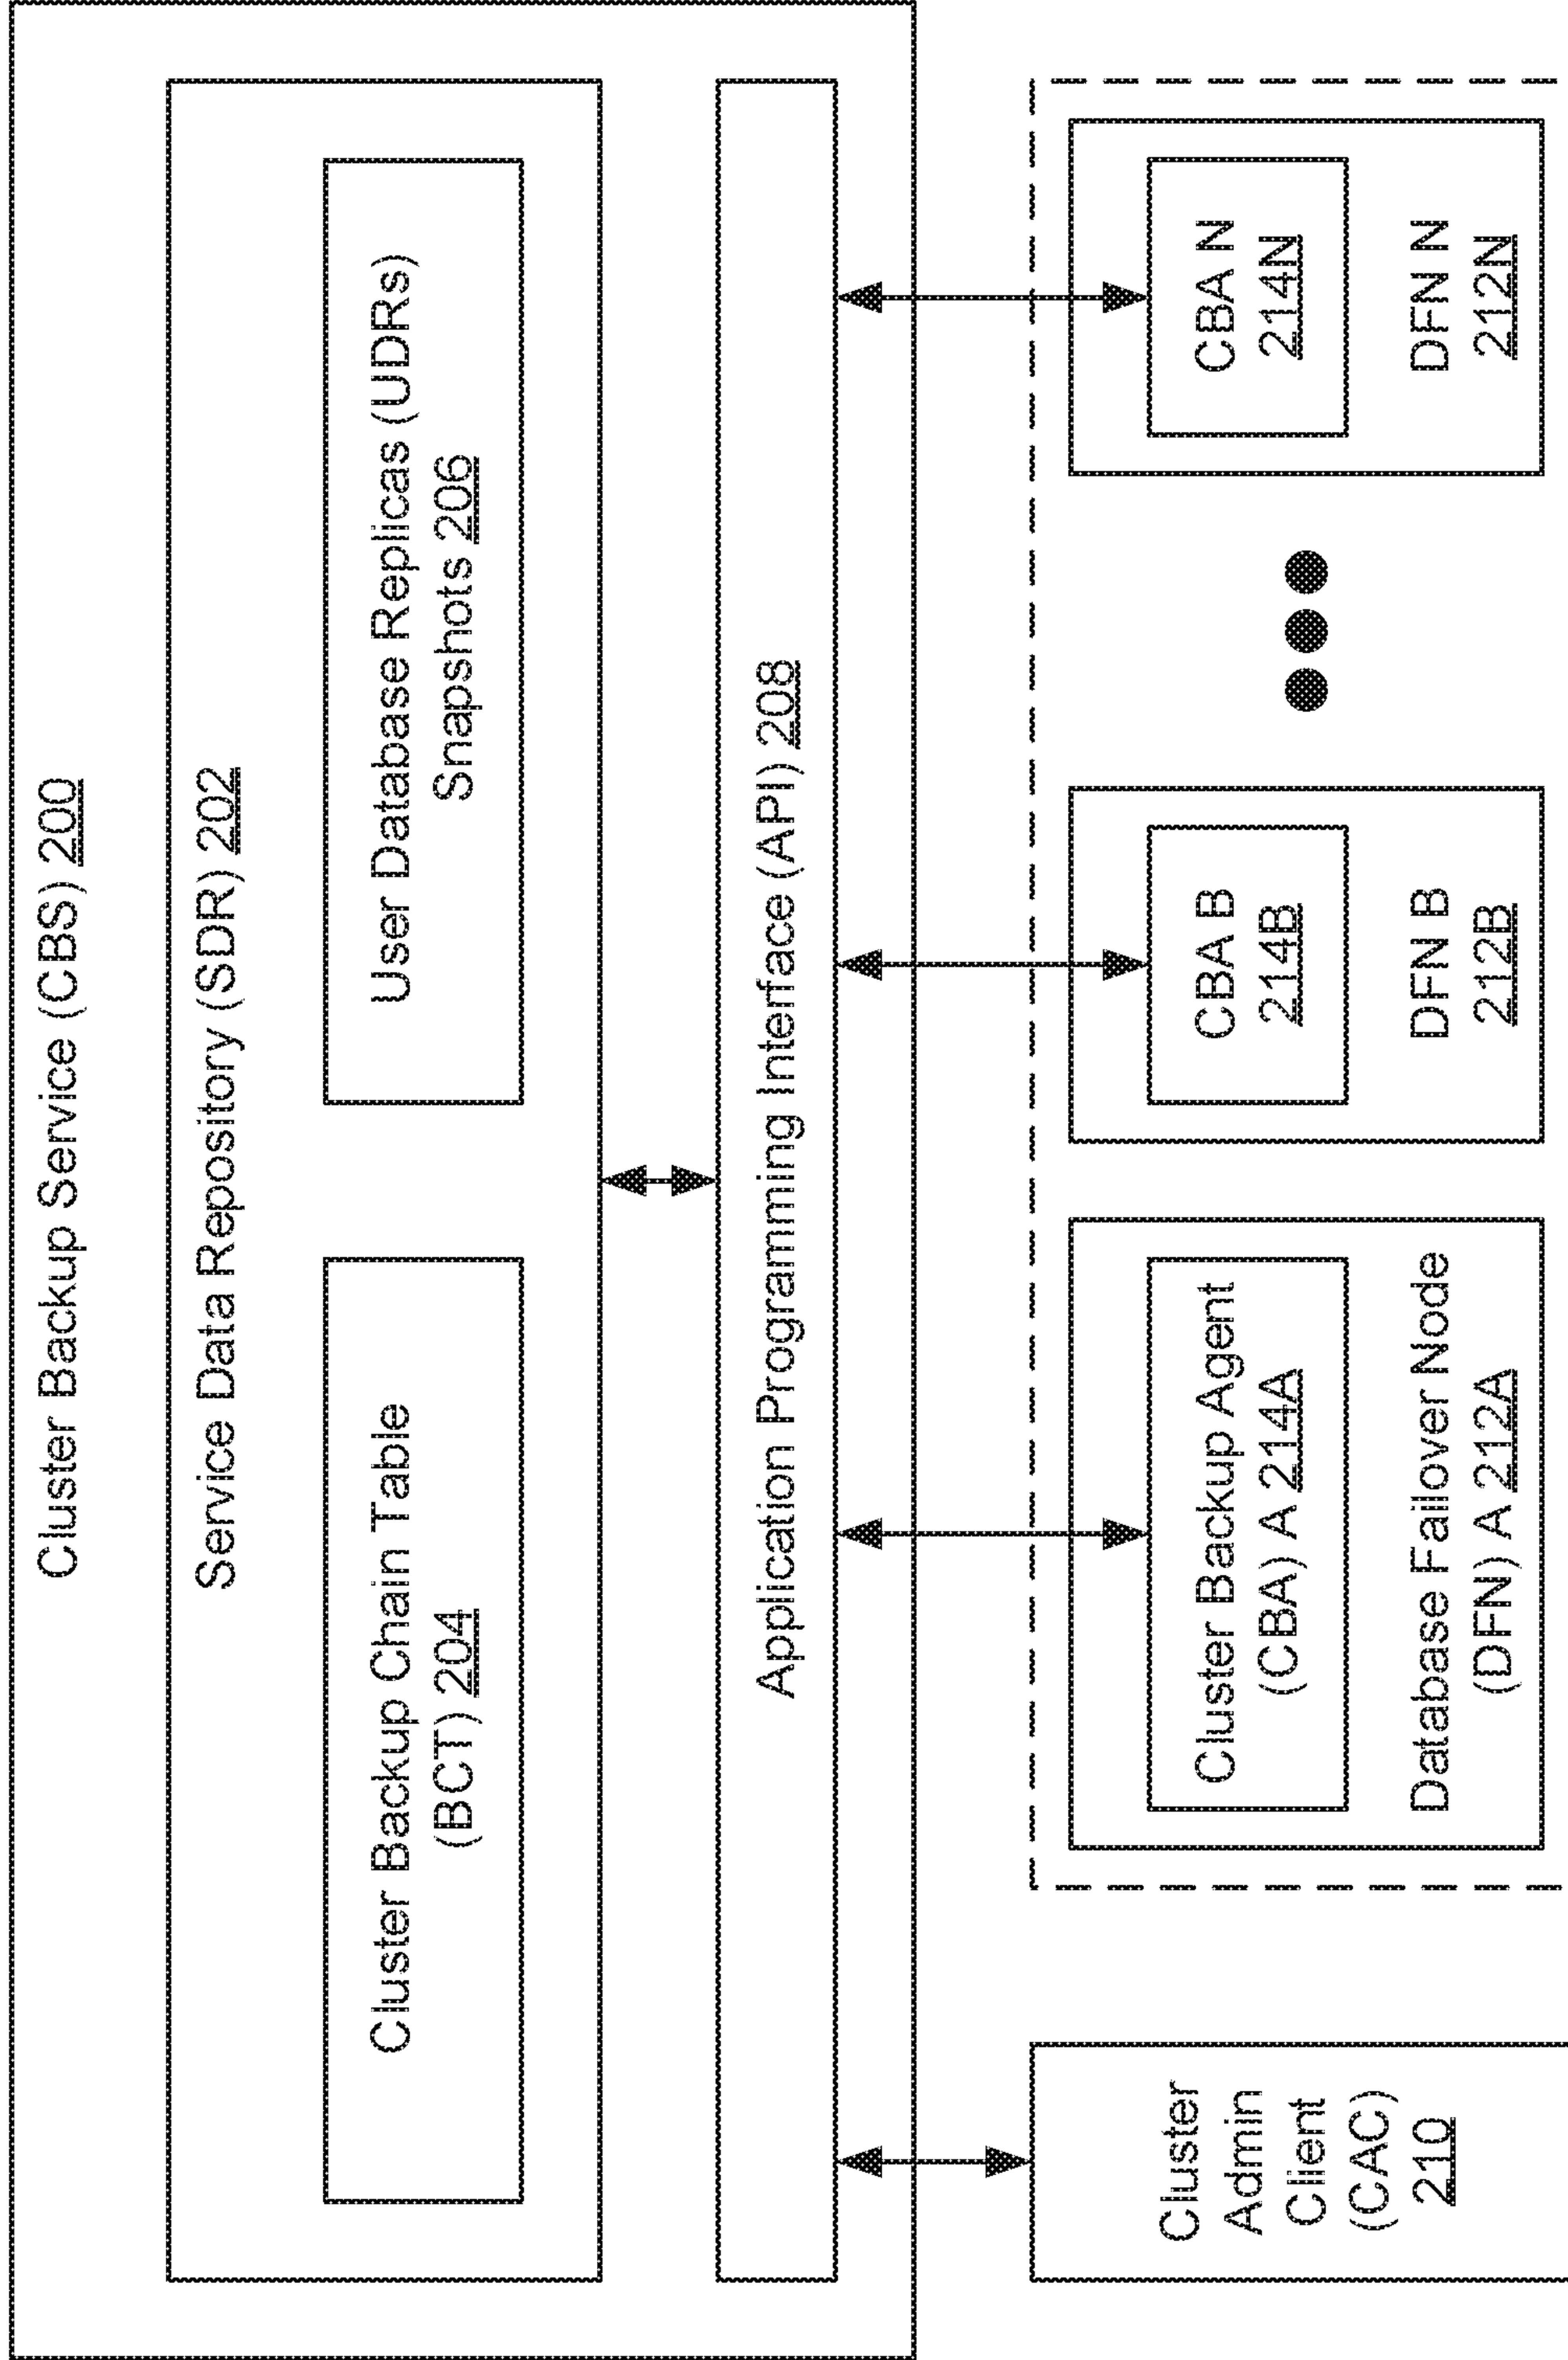 Cluster Backup Service (CBS) 200
Service Data Repository (SDR) 202
Cluster Backup Chain Table
(BCT) 204
User Database Replicas (UDRs)
Snapshots 206
Application Programming Interface (API) 208
Cluster
Admin
Client
(CAC)
210
Cluster Backup Agent
(CBA) A 214A
Database Failover Node
(DFN) A 212A
CBA B
214B
DFN B
212B
CBA N
214N
DFN N
212N